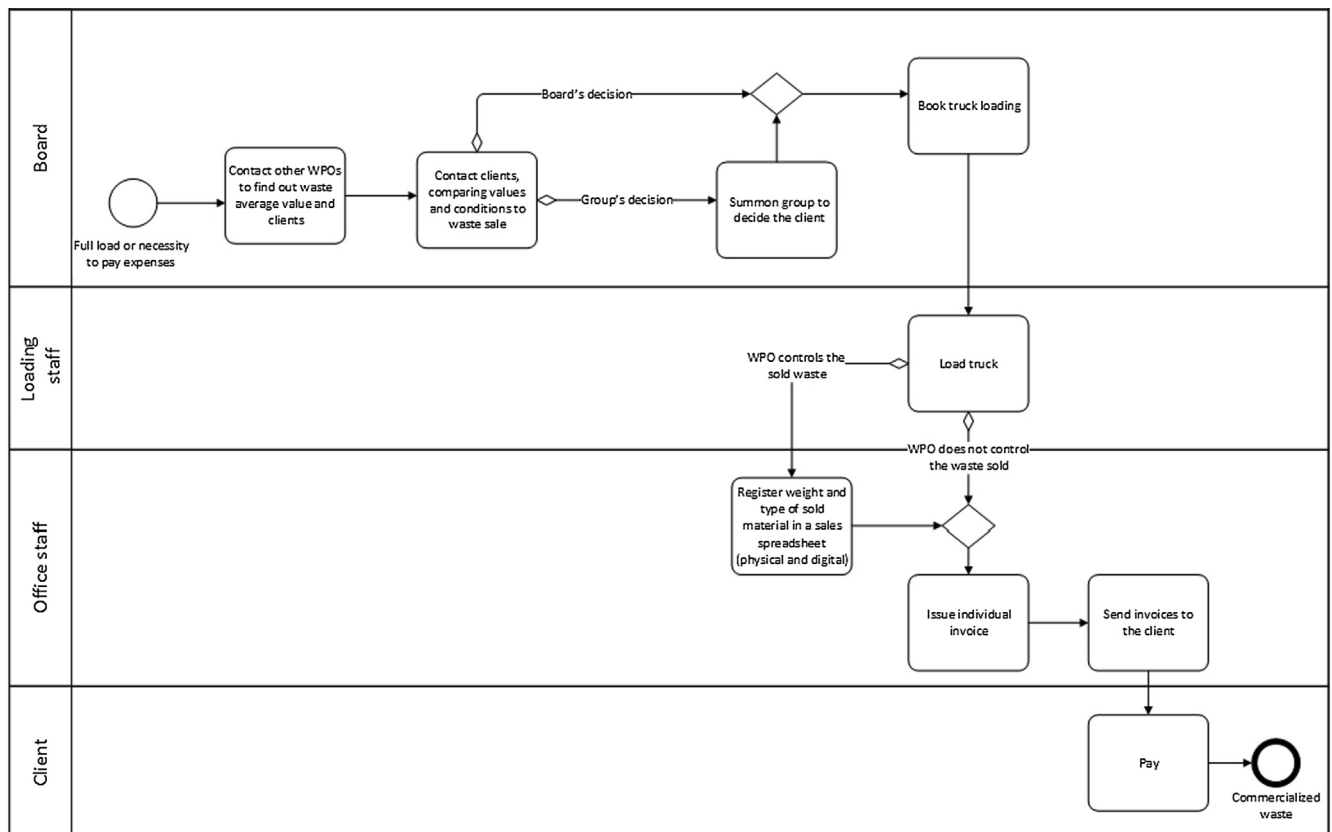 Board
Full load or necessity
to pay expenses
Contact other WPOs
to find out waste
average value and
clients
Contact clients,
comparing values
and conditions to
waste sale
Board's decision
Group's decision
Summon group to
decide the client
Book truck loading
Loading
staff
Load truck
WPO controls the
sold waste
WPO does not control
the waste sold
Office staff
Register weight and
type of sold
material in a sales
spreadsheet
(physical and digital)
Issue individual
invoice
Send invoices to
the client
Client
Pay
Commercialized
waste